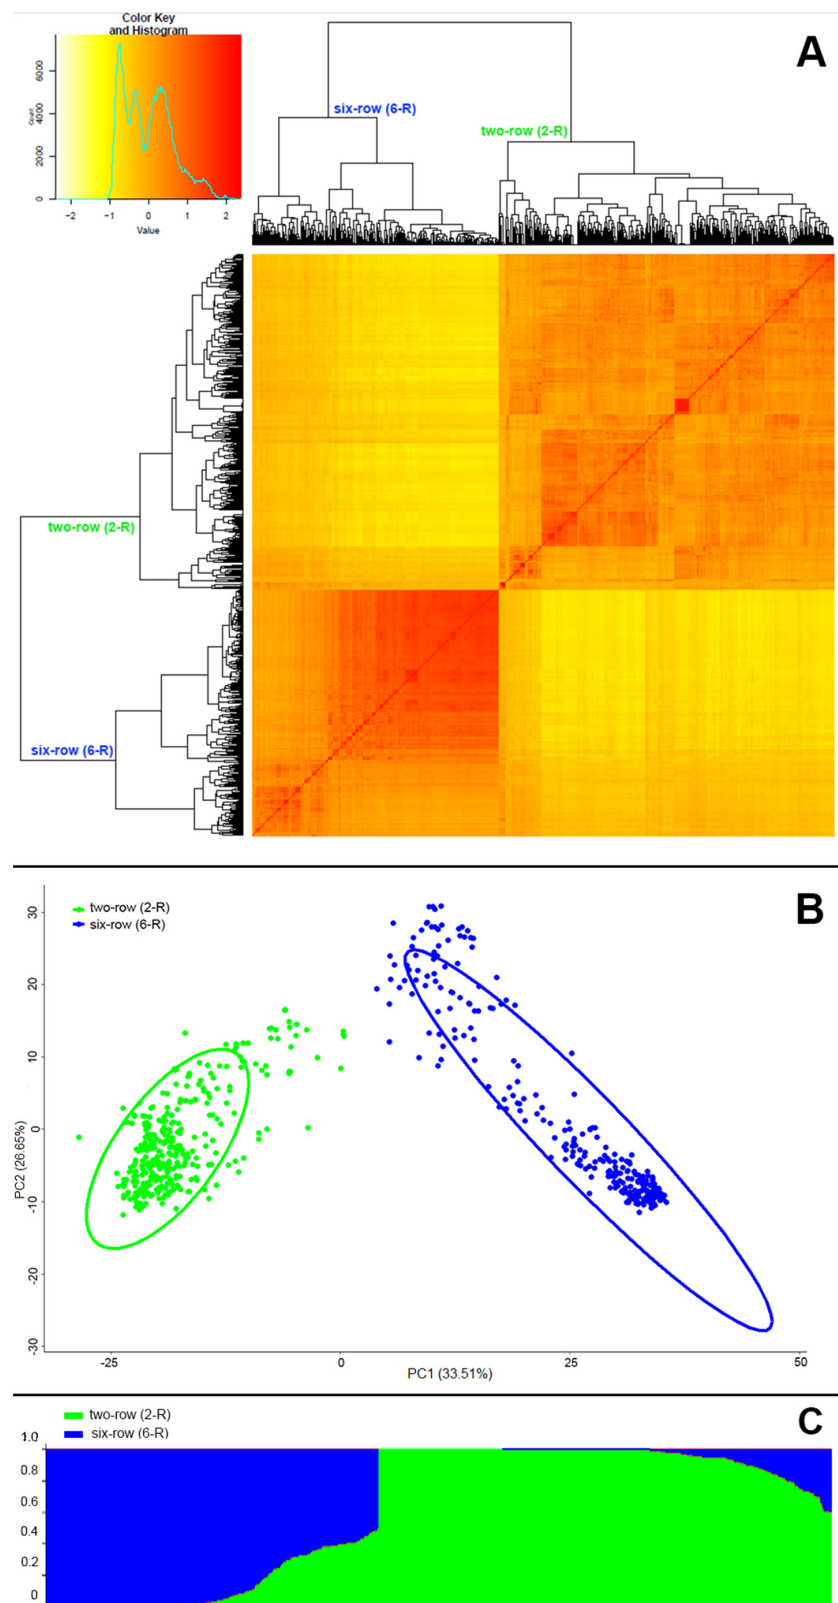 Color Key
and Histogram
A
Count
0
2000
4000
6000
-2
-1
0
1
2
Value
six-row (6-R)
two-row (2-R)
two-row (2-R)
six-row (6-R)
B
two-row (2-R)
six-row (6-R)
PC2 (26.65%)
30
20
10
0
-10
-20
-30
-25
0
25
50
PC1 (33.51%)
C
two-row (2-R)
six-row (6-R)
1.0
0.8
0.6
0.4
0.2
0